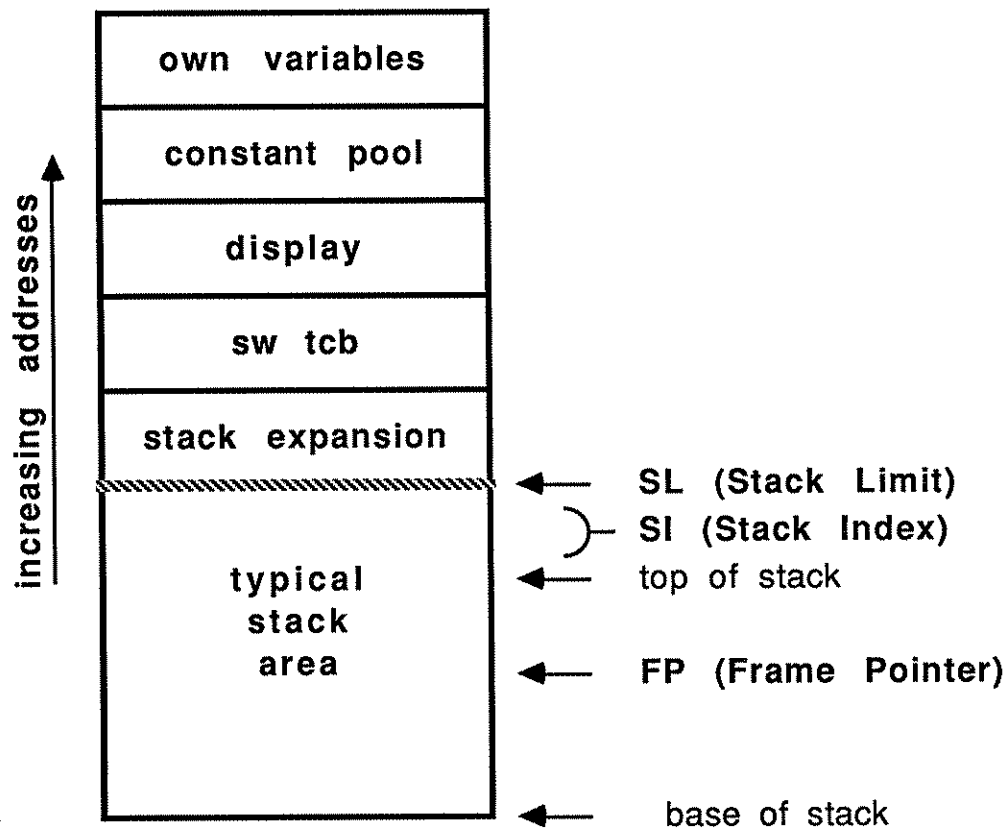 own variables
constant pool
display
sw tcb
stack expansion
typical
stack
area
increasing addresses
SL (Stack Limit)
SI (Stack Index)
top of stack
FP (Frame Pointer)
base of stack